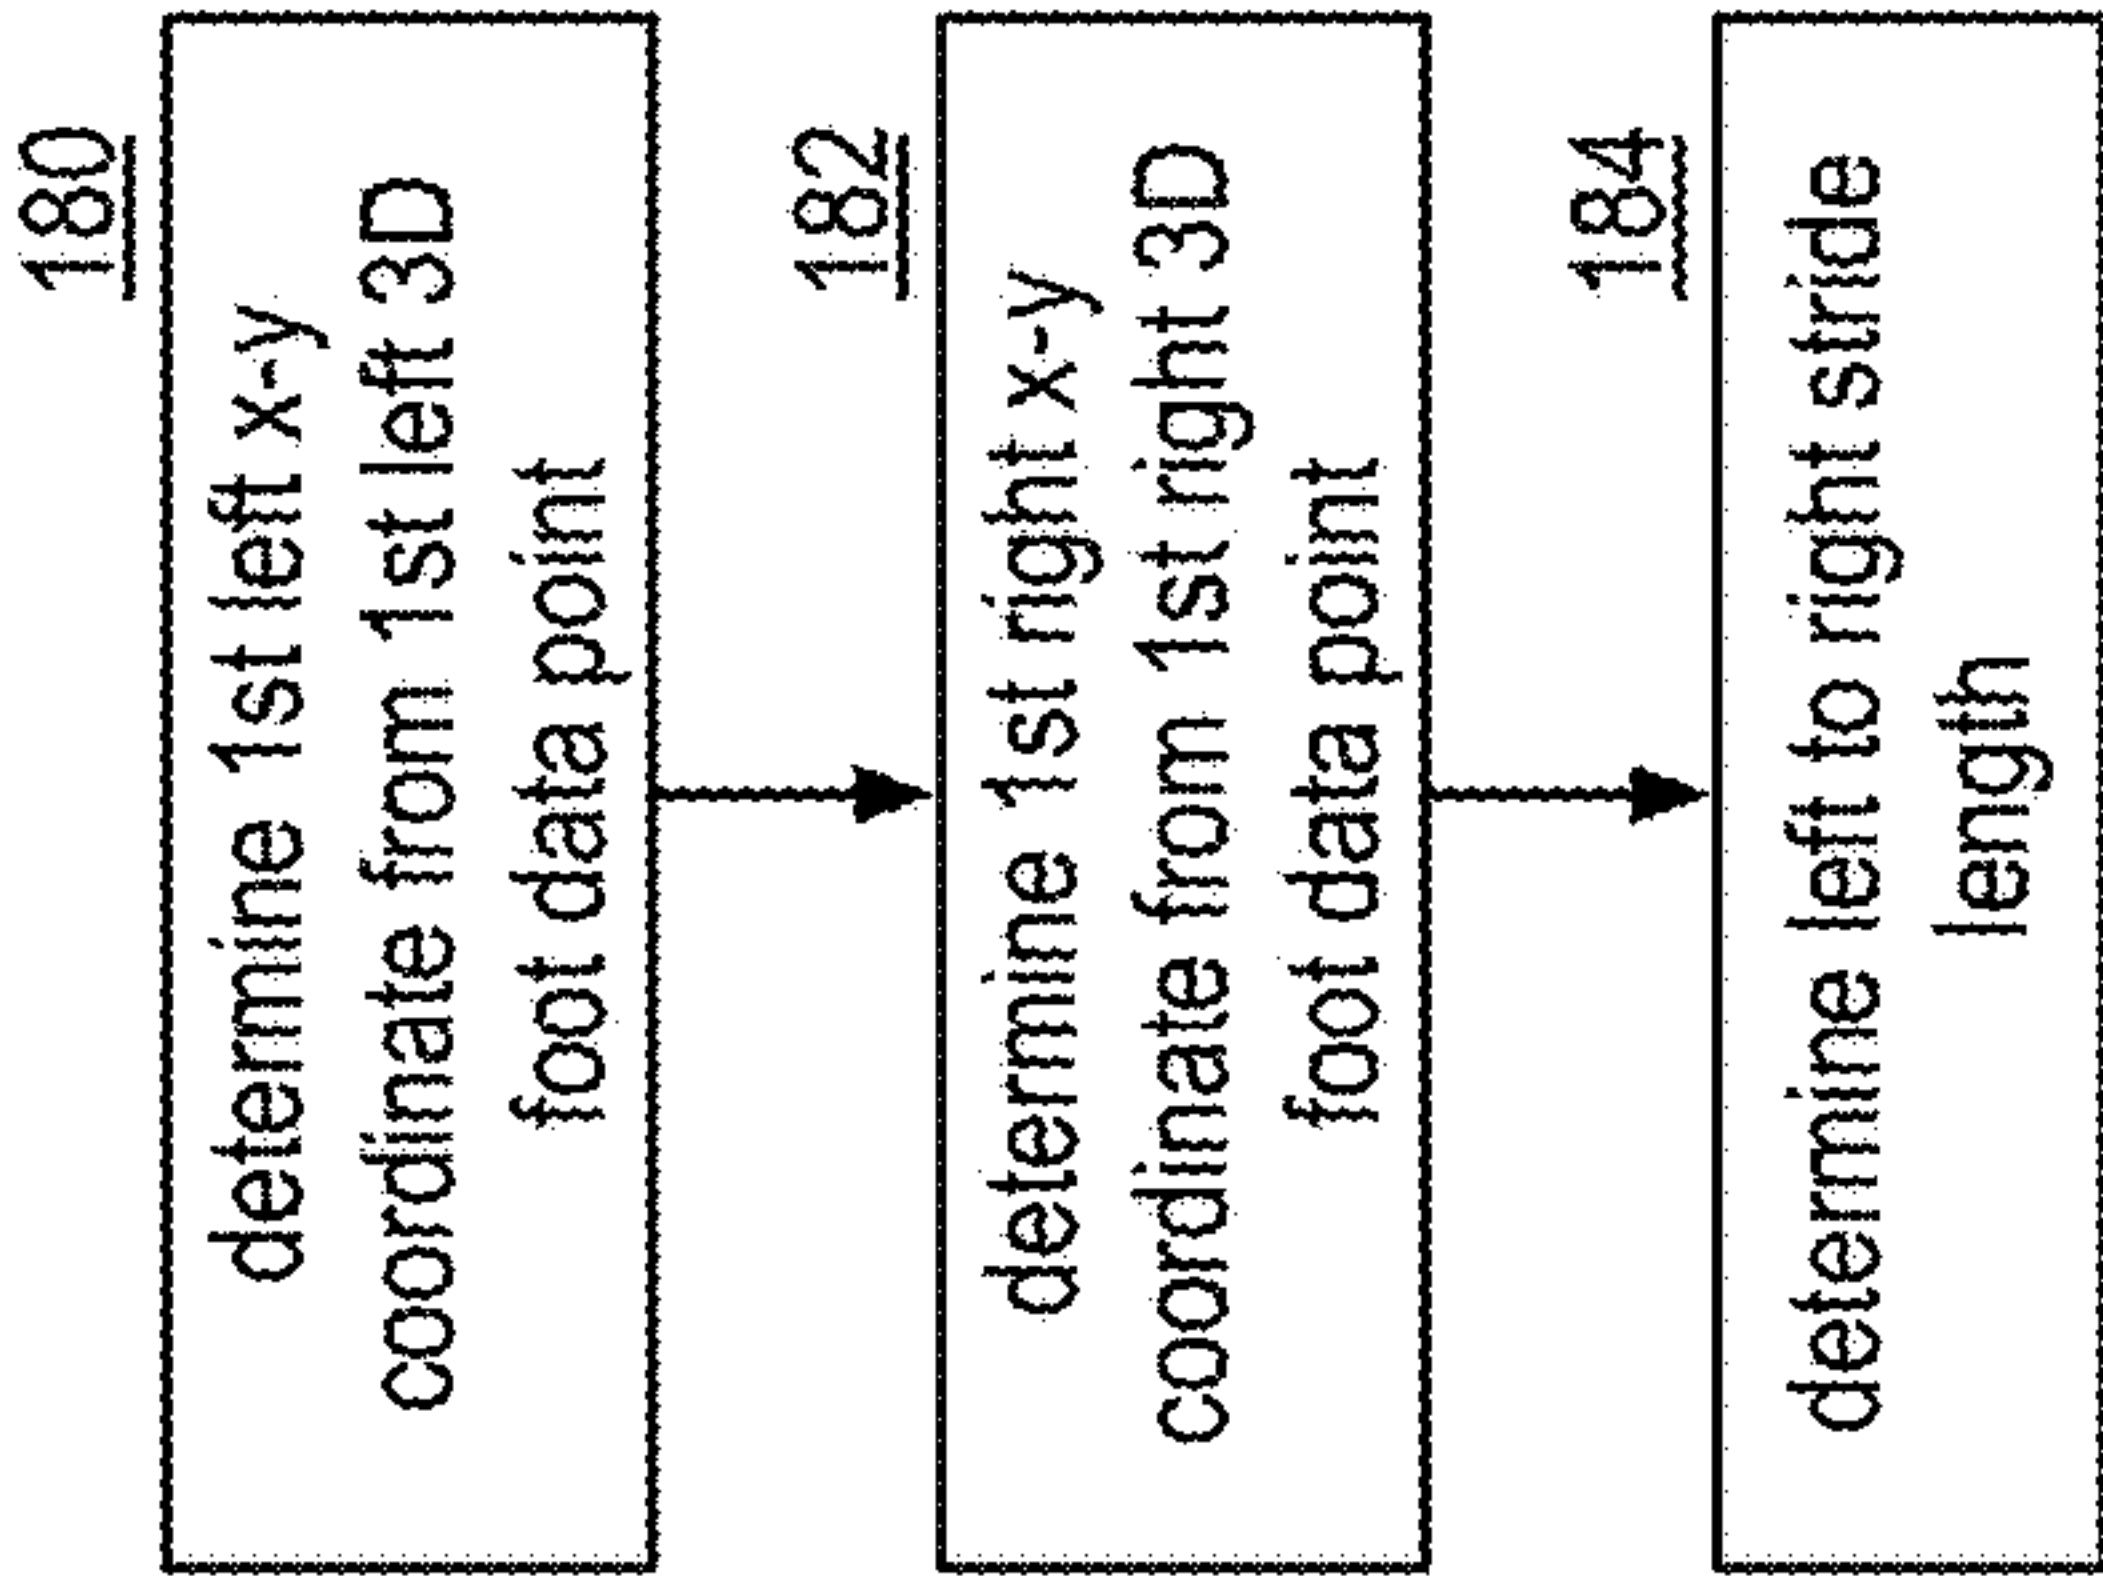 180
determine 1st left x-y
coordinate from 1st left 3D
foot data point
182
determine 1st right x-y
coordinate from 1st right 3D
foot data point
184
determine left to right stride
length